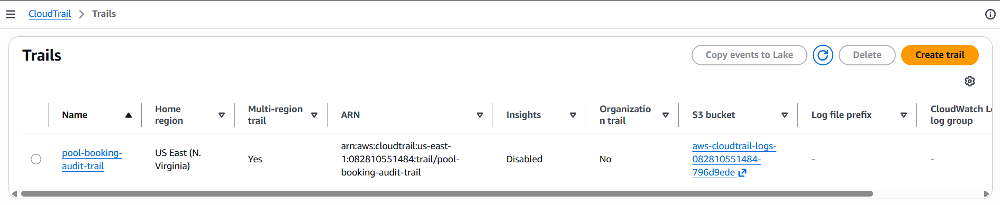 CloudTrail > Trails
Trails
Copy events to Lake Delete Create trail
Name Home region Multi-region trail ARN Insights Organizatio n trail S3 bucket Log file prefix CloudWatch L log group
pool-booking-
audit-trail
US East (N.
Virginia)
Yes
arn:aws:cloudtrail:us-east-
1:082810551484:trail/pool-
booking-audit-trail
Disabled
No
aws-cloudtrail-logs-
082810551484-
796d9ede
-
-